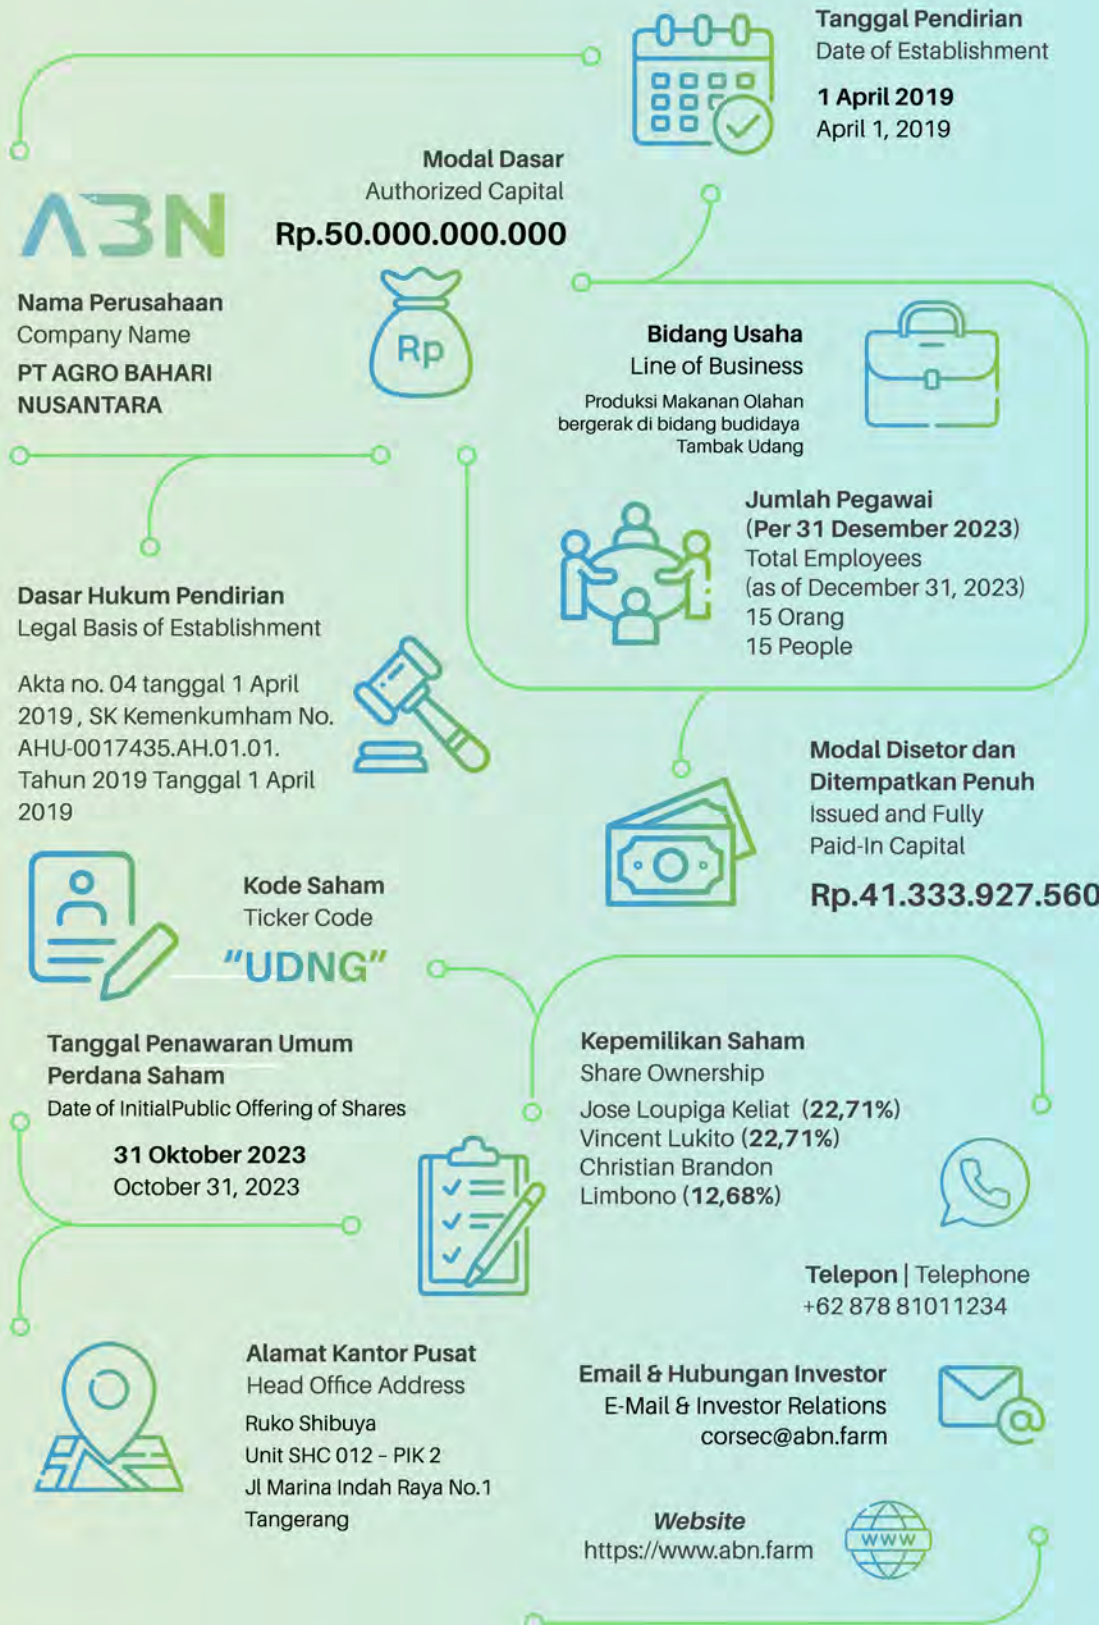 Tanggal Pendirian
Date of Establishment
1 April 2019
April 1, 2019
Modal Dasar
Authorized Capital
Rp.50.000.000.000
Rp
ABN
Nama Perusahaan
Company Name
PT AGRO BAHARI
NUSANTARA
Bidang Usaha
Line of Business
Produksi Makanan Olahan
bergerak di bidang budidaya
Tambak Udang
Jumlah Pegawai
(Per 31 Desember 2023)
Total Employees
(as of December 31, 2023)
15 Orang
15 People
Dasar Hukum Pendirian
Legal Basis of Establishment
Akta no. 04 tanggal 1 April
2019 , SK Kemenkumham No.
AHU-0017435.AH.01.01.
Tahun 2019 Tanggal 1 April
2019
Modal Disetor dan
Ditempatkan Penuh
Issued and Fully
Paid-In Capital
Rp.41.333.927.560
Kode Saham
Ticker Code
"UDNG"
Tanggal Penawaran Umum
Perdana Saham
Date of InitialPublic Offering of Shares
31 Oktober 2023
October 31, 2023
Kepemilikan Saham
Share Ownership
Jose Loupiga Keliat (22,71%)
Vincent Lukito (22,71%)
Christian Brandon
Limbono (12,68%)
Telepon | Telephone
+62 878 81011234
Alamat Kantor Pusat
Head Office Address
Ruko Shibuya
Unit SHC 012 – PIK 2
Jl Marina Indah Raya No.1
Tangerang
Email & Hubungan Investor
E-Mail & Investor Relations
corsec@abn.farm
@
Website
https://www.abn.farm
WWW